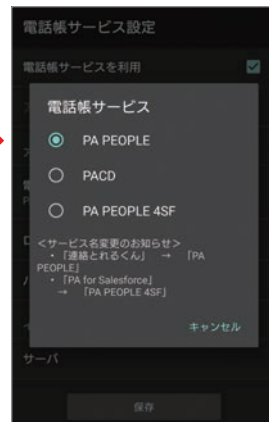 電話帳サービス設定
電話帳サービスを利用
電話帳サービス
PA PEOPLE
PACD
PA PEOPLE 4SF
<サービス名変更のお知らせ>
・「連絡とれるくん」 → 「PA
PEOPLE」
・「PA for Salesforce」
→ 「PA PEOPLE 4SF」
キャンセル
サーバ
保存